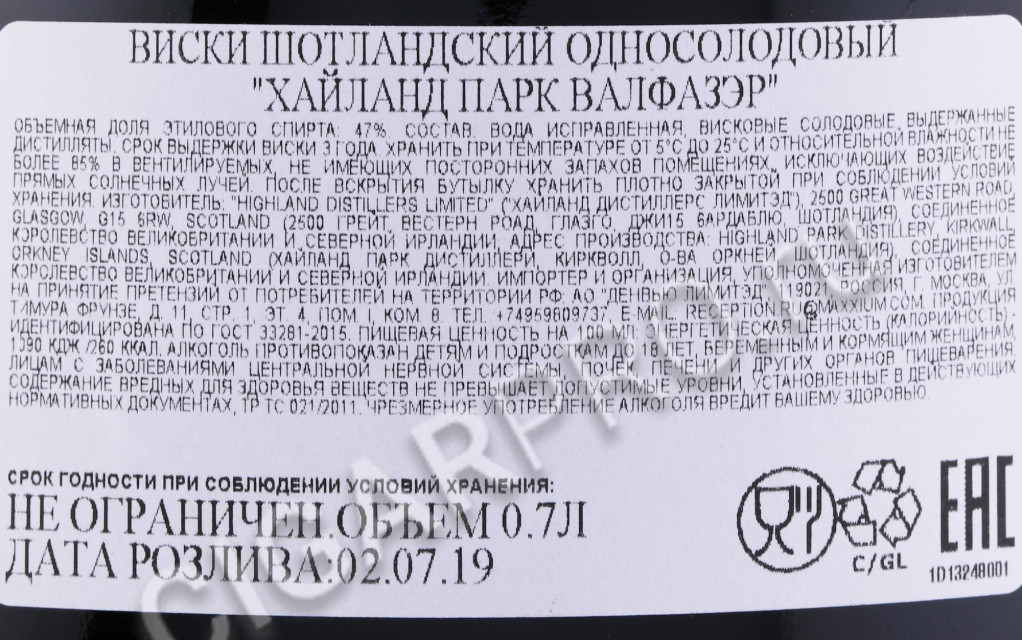 ВИСКИ ШОТЛАНДСКИЙ ОДНОСОЛОДОВЫЙ
"ХАЙЛАНД ПАРК ВАЛФАЗЭР"
ОБЪЕМНАЯ ДОЛЯ ЭТИЛОВОГО СПИРТА: 47%. СОСТАВ: ВОДА ИСПРАВЛЕННАЯ, ВИСКОВЫЕ СОЛОДОВЫЕ, ВЫДЕРЖАННЫЕ
ДИСТИЛЛЯТЫ. СРОК ВЫДЕРЖКИ ВИСКИ 3 ГОДА. ХРАНИТЬ ПРИ ТЕМПЕРАТУРЕ ОТ 5°С ДО 25°С И ОТНОСИТЕЛЬНОЙ ВЛАЖНОСТИ НЕ
БОЛЕЕ 85% В ВЕНТИЛИРУЕМЫХ, НЕ ИМЕЮЩИХ ПОСТОРОННИХ ЗАПАХОВ ПОМЕЩЕНИЯХ, ИСКЛЮЧАЮЩИХ ВОЗДЕЙСТВИЕ
ПРЯМЫХ СОЛНЕЧНЫХ ЛУЧЕЙ. ПОСЛЕ ВСКРЫТИЯ БУТЫЛКУ ХРАНИТЬ ПЛОТНО ЗАКРЫТОЙ ПРИ СОБЛЮДЕНИИ УСЛОВИЙ
ХРАНЕНИЯ. ИЗГОТОВИТЕЛЬ: "HIGHLAND DISTILLERS LIMITED" ("ХАЙЛАНД ДИСТИЛЛЕРС ЛИМИТЭД"), 2500 GREAT WESTERN ROAD,
GLASGOW, G15 6RW, SCOTLAND (2500 ГРЕЙТ, ВЕСТЕРН РОАД, ГЛАЗГО, ДЖИ15 6АРДАБЛЮ, ШОТЛАНДИЯ), СОЕДИНЕННОЕ
КОРОЛЕВСТВО ВЕЛИКОБРИТАНИИ И СЕВЕРНОЙ ИРЛАНДИИ. АДРЕС ПРОИЗВОДСТВА: HIGHLAND PARK DISTILLERY, KIRKWALL,
ORKNEY ISLANDS, SCOTLAND (ХАЙЛАНД ПАРК ДИСТИЛЛЕРИ, КИРКВОЛЛ, О-ВА ОРКНЕЙ ШОТЛАНДИЯ), СОЕДИНЕННОЕ
КОРОЛЕВСТВО ВЕЛИКОБРИТАНИИ И СЕВЕРНОЙ ИРЛАНДИИ. ИМПОРТЕР И ОРГАНИЗАЦИЯ, УПОЛНОМОЧЕННАЯ ИЗГОТОВИТЕЛЕМ
НА ПРИНЯТИЕ ПРЕТЕНЗИЙ ОТ ПОТРЕБИТЕЛЕЙ НА ТЕРРИТОРИИ РФ: АО "ДЕНВЬЮ ЛИМИТЭД", 119021, РОССИЯ, Г. МОСКВА, УЛ.
ТИМУРА ФРУНЗЕ, Д. 11, СТР. 1, ЭТ. 4, ПОМ. I, КОМ. 8. ТЕЛ. +74959809737, E-MAIL: RECEPTION.RU@MAXXIUM.COM. ПРОДУКЦИЯ
ИДЕНТИФИЦИРОВАНА ПО ГОСТ 33281-2015. ПИЩЕВАЯ ЦЕННОСТЬ НА 100 МЛ: ЭНЕРГЕТИЧЕСКАЯ ЦЕННОСТЬ (КАЛОРИЙНОСТЬ) -
1090 КДЖ /260 ККАЛ. АЛКОГОЛЬ ПРОТИВОПОКАЗАН ДЕТЯМ И ПОДРОСТКАМ ДО 18 ЛЕТ, БЕРЕМЕННЫМ И КОРМЯЩИМ ЖЕНЩИНАМ,
ЛИЦАМ С ЗАБОЛЕВАНИЯМИ ЦЕНТРАЛЬНОЙ НЕРВНОЙ СИСТЕМЫ, ПОЧЕК, ПЕЧЕНИ И ДРУГИХ ОРГАНОВ ПИЩЕВАРЕНИЯ.
СОДЕРЖАНИЕ ВРЕДНЫХ ДЛЯ ЗДОРОВЬЯ ВЕЩЕСТВ НЕ ПРЕВЫШАЕТ ДОПУСТИМЫЕ УРОВНИ, УСТАНОВЛЕННЫЕ В ДЕЙСТВУЮЩИХ
НОРМАТИВНЫХ ДОКУМЕНТАХ, ТР ТС 021/2011. ЧРЕЗМЕРНОЕ УПОТРЕБЛЕНИЕ АЛКОГОЛЯ ВРЕДИТ ВАШЕМУ ЗДОРОВЬЮ.
СРОК ГОДНОСТИ ПРИ СОБЛЮДЕНИИ УСЛОВИЙ ХРАНЕНИЯ:
НЕ ОГРАНИЧЕН.ОБЪЕМ 0.7Л
ДАТА РОЗЛИВА:02.07.19
C/GL
EAC
1D13248001
CIGARPRO.ru